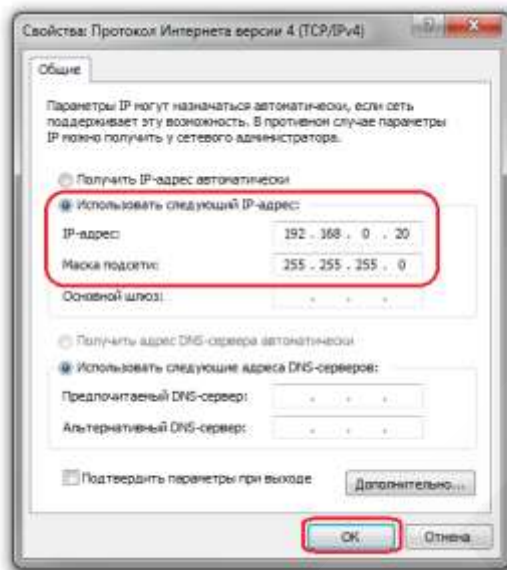 Свойства: Протокол Интернета версии 4 (TCP/IPv4)
Общие
Параметры IP могут назначаться автоматически, если сеть
поддерживает эту возможность. В противном случае параметры
IP можно получить у сетевого администратора.
Получить IP-адрес автоматически
Использовать следующий IP-адрес:
IP-адрес: 192 . 168 . 0 . 20
Маска подсети: 255 . 255 . 255 . 0
Основной шлюз: . . .
Получить адрес DNS-сервера автоматически
Использовать следующие адреса DNS-серверов:
Предпочитаемый DNS-сервер: . . .
Альтернативный DNS-сервер: . . .
Подтвердить параметры при выходе
Дополнительно...
OK
Отмена